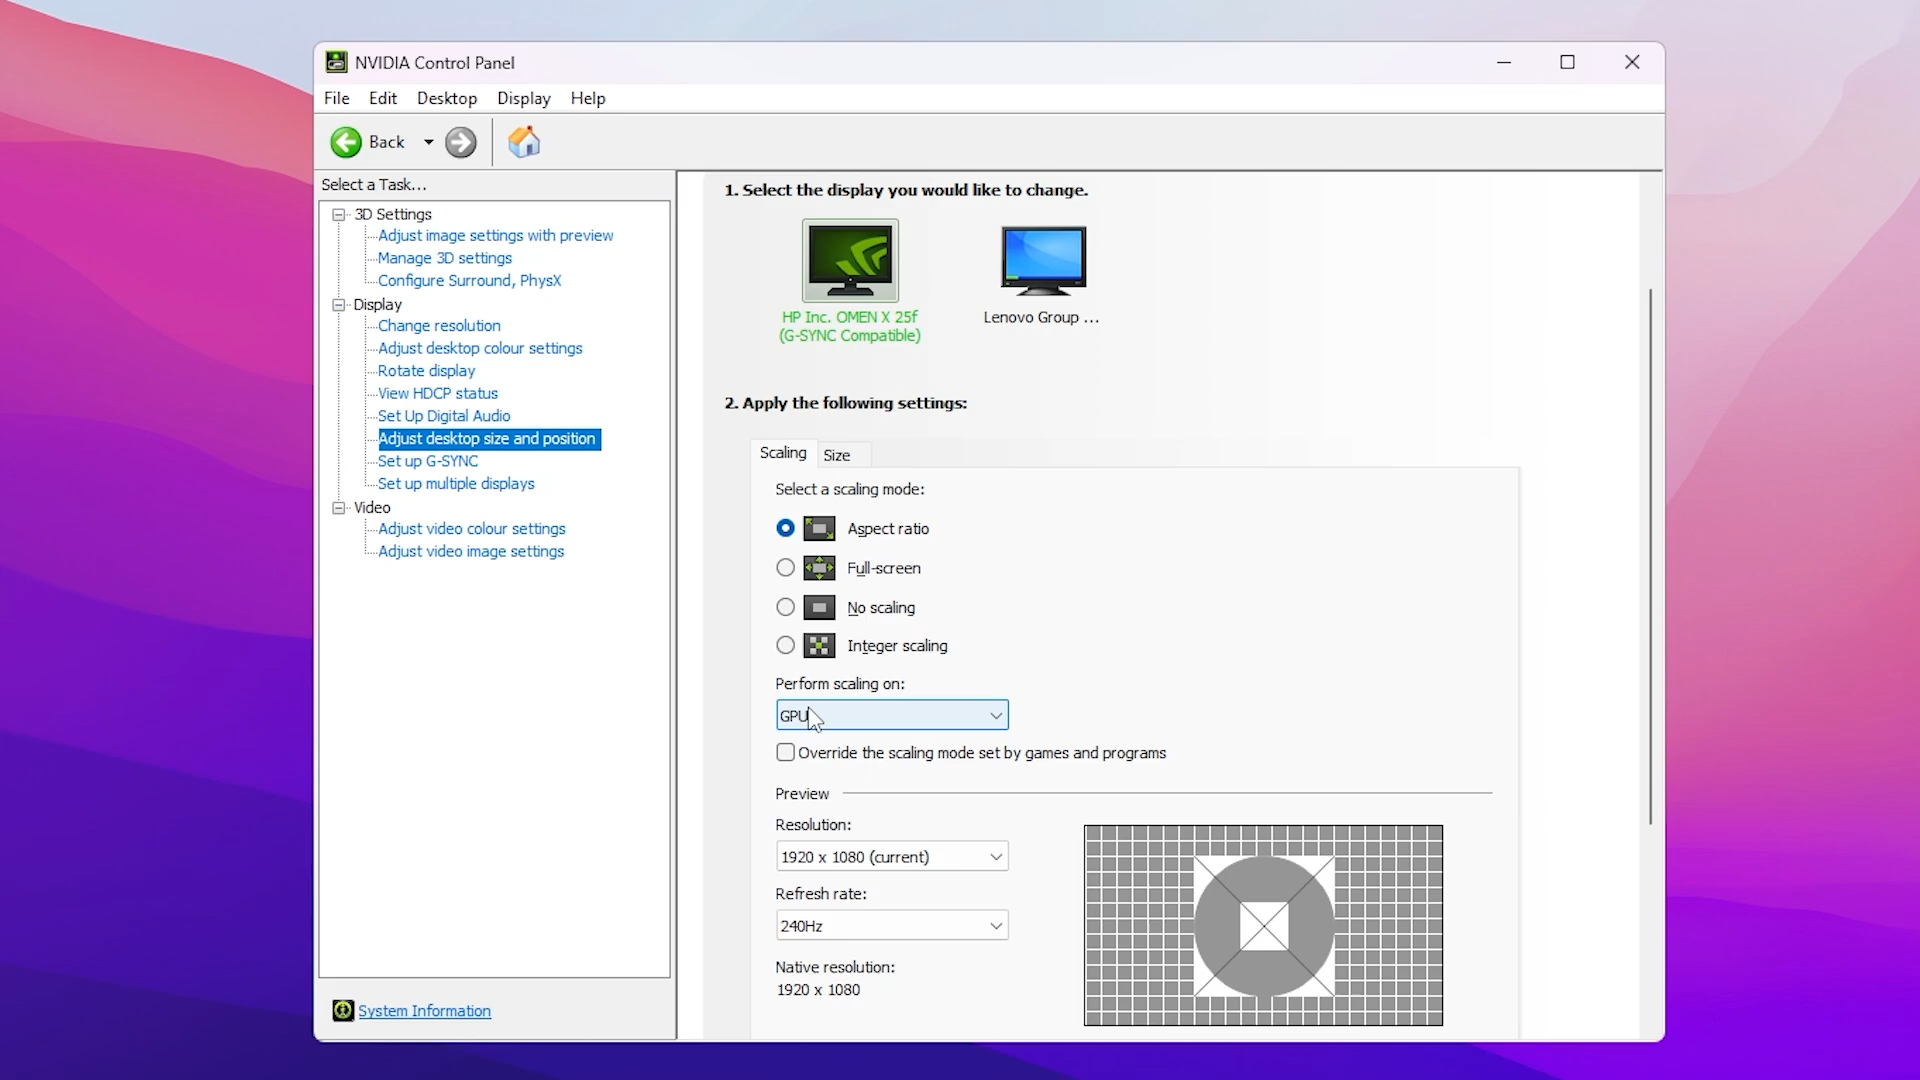 NVIDIA Control Panel
File Edit Desktop Display Help
Back
Select a Task...
3D Settings
Adjust image settings with preview
Manage 3D settings
Configure Surround, PhysX
Display
Change resolution
Adjust desktop colour settings
Rotate display
View HDCP status
Set Up Digital Audio
Adjust desktop size and position
Set up G-SYNC
Set up multiple displays
Video
Adjust video colour settings
Adjust video image settings
System Information
1. Select the display you would like to change.
HP Inc. OMEN X 25f
(G-SYNC Compatible)
Lenovo Group ...
2. Apply the following settings:
Scaling Size
Select a scaling mode:
Aspect ratio
Full-screen
No scaling
Integer scaling
Perform scaling on:
GPU
Override the scaling mode set by games and programs
Preview
Resolution:
1920 x 1080 (current)
Refresh rate:
240Hz
Native resolution:
1920 x 1080